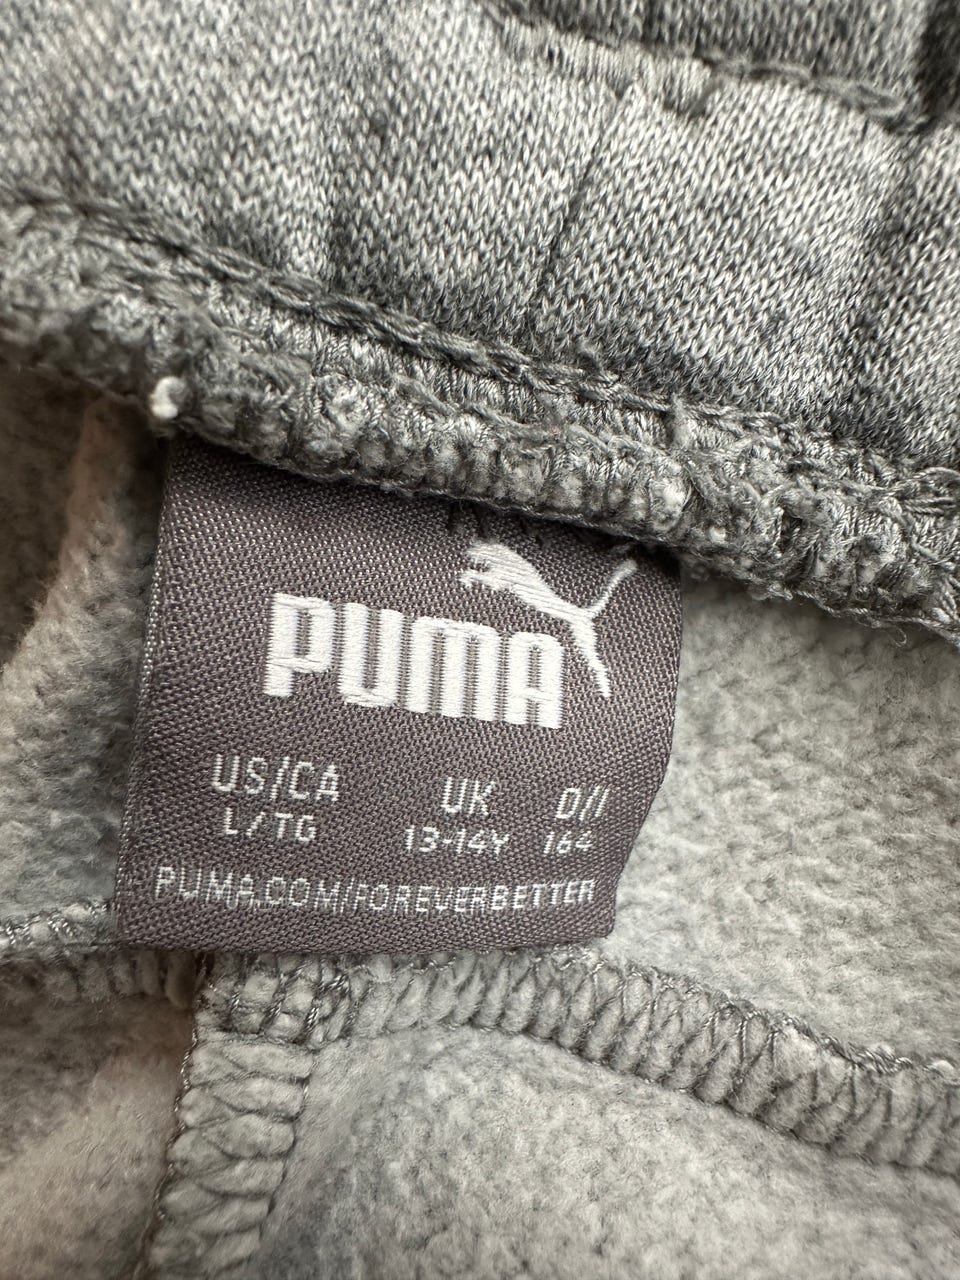 PUMA
US/CA UK D/I
L/TG 13-14Y 164
PUMA.COM/FOREVERBETTER